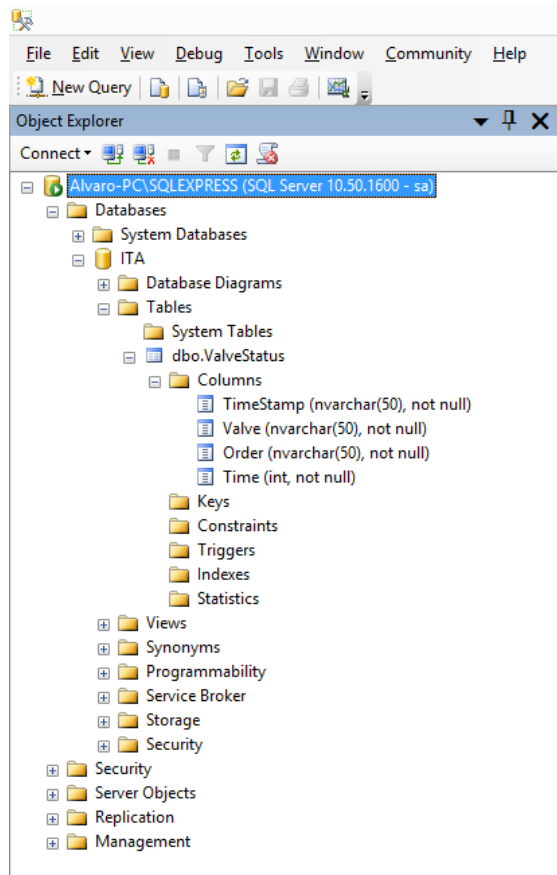 File Edit View Debug Tools Window Community Help
New Query
Object Explorer
Connect
Alvaro-PC\SQLEXPRESS (SQL Server 10.50.1600 - sa)
Databases
System Databases
ITA
Database Diagrams
Tables
System Tables
dbo.ValveStatus
Columns
TimeStamp (nvarchar(50), not null)
Valve (nvarchar(50), not null)
Order (nvarchar(50), not null)
Time (int, not null)
Keys
Constraints
Triggers
Indexes
Statistics
Views
Synonyms
Programmability
Service Broker
Storage
Security
Security
Server Objects
Replication
Management